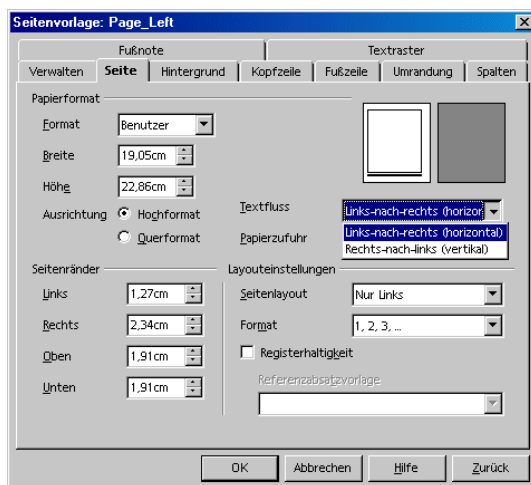 Seitenvorlage: Page_Left
Fußnote
Textraster
Verwalten
Seite
Hintergrund
Kopfzeile
Fußzeile
Umrandung
Spalten
Papierformat
Format
Benutzer
Breite
19,05cm
Höhe
22,86cm
Ausrichtung
Hochformat
Querformat
Textfluss
Links-nach-rechts (horizor
Links-nach-rechts (horizontal)
Rechts-nach-links (vertikal)
Papierzufuhr
Seitenränder
Links
1,27cm
Rechts
2,34cm
Oben
1,91cm
Unten
1,91cm
Layouteinstellungen
Seitenlayout
Nur Links
Format
1, 2, 3, ...
Registerhaltigkeit
Referenzabsatzvorlage
OK
Abbrechen
Hilfe
Zurück